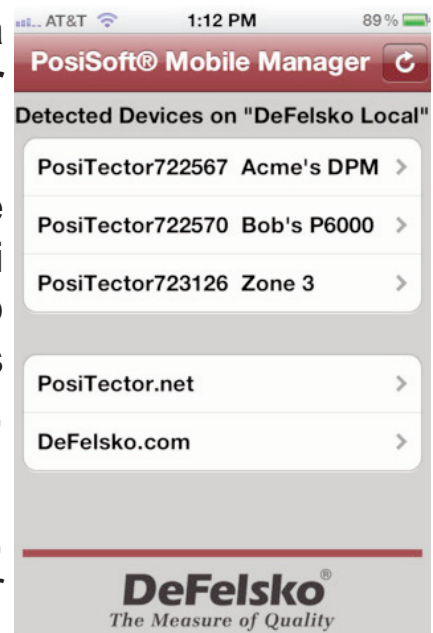 AT&T 1:12 PM 89%
PosiSoft® Mobile Manager
Detected Devices on "DeFelsko Local"
PosiTector722567 Acme's DPM
PosiTector722570 Bob's P6000
PosiTector723126 Zone 3
PosiTector.net
DeFelsko.com
DeFelsko®
The Measure of Quality